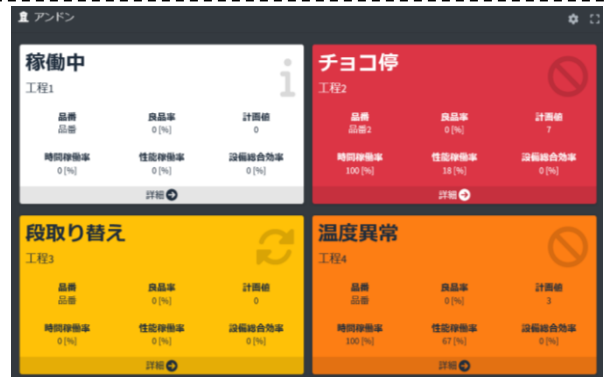 アンドン
稼働中
工程1
品番 良品率 計画値
品番 0 [%] 0
時間稼働率 性能稼働率 設備総合効率
0 [%] 0 [%] 0 [%]
詳細
チョコ停
工程2
品番 良品率 計画値
品番2 0 [%] 7
時間稼働率 性能稼働率 設備総合効率
100 [%] 18 [%] 0 [%]
詳細
段取り替え
工程3
品番 良品率 計画値
品番 0 [%] 0
時間稼働率 性能稼働率 設備総合効率
0 [%] 0 [%] 0 [%]
詳細
温度異常
工程4
品番 良品率 計画値
品番 0 [%] 3
時間稼働率 性能稼働率 設備総合効率
100 [%] 67 [%] 0 [%]
詳細